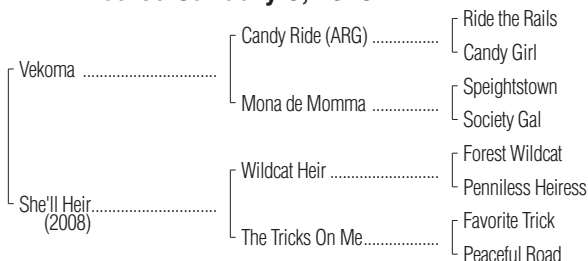 Ride the Rails
Candy Ride (ARG) ................
Candy Girl
Vekoma ................................
Speightstown
Mona de Momma ................
Society Gal
Forest Wildcat
Wildcat Heir ..........................
Penniless Heiress
She'll Heir.............................
(2008)
Favorite Trick
The Tricks On Me..................
Peaceful Road